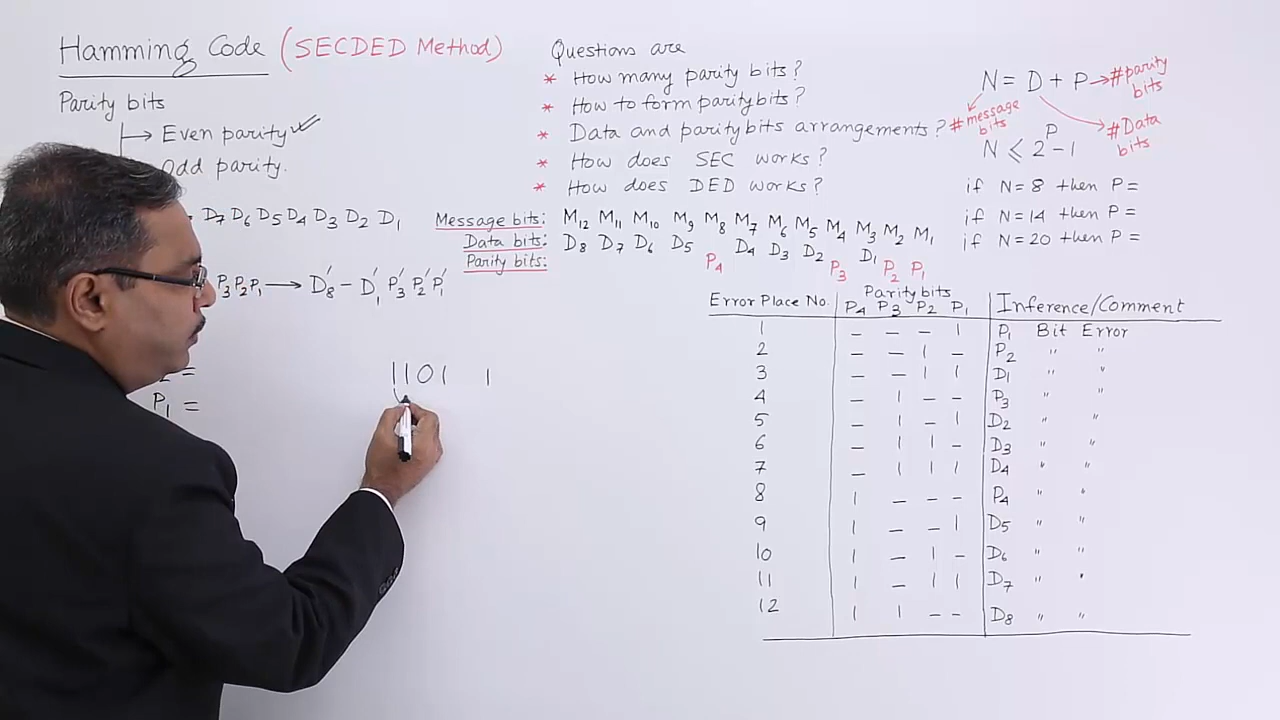 Hamming Code (SECDED Method)
Parity bits
Even parity ✓
Odd parity.
D7 D6 D5 D4 D3 D2 D1
P3 P2 P1 → D8' – D1' P3' P2' P1'
P1 =
1101 1
Questions are
* How many parity bits?
* How to form parity bits?
* Data and parity bits arrangements?
* How does SEC works?
* How does DED works?
N = D + P → #parity bits
#message bits
#Data bits
N ⩽ 2^P – 1
if N = 8 then P =
if N = 14 then P =
if N = 20 then P =
Message bits: M12 M11 M10 M9 M8 M7 M6 M5 M4 M3 M2 M1
Data bits: D8 D7 D6 D5 D4 D3 D2 D1
Parity bits: P4 P3 P2 P1
Error Place No. Parity bits Inference/Comment
P4 P3 P2 P1
1 – – – 1 P1 Bit Error
2 – – 1 – P2 " "
3 – – 1 1 D1 " "
4 – 1 – – P3 " "
5 – 1 – 1 D2 " "
6 – 1 1 – D3 " "
7 – 1 1 1 D4 " "
8 1 – – – P4 " "
9 1 – – 1 D5 " "
10 1 – 1 – D6 " "
11 1 – 1 1 D7 " "
12 1 1 – – D8 " "